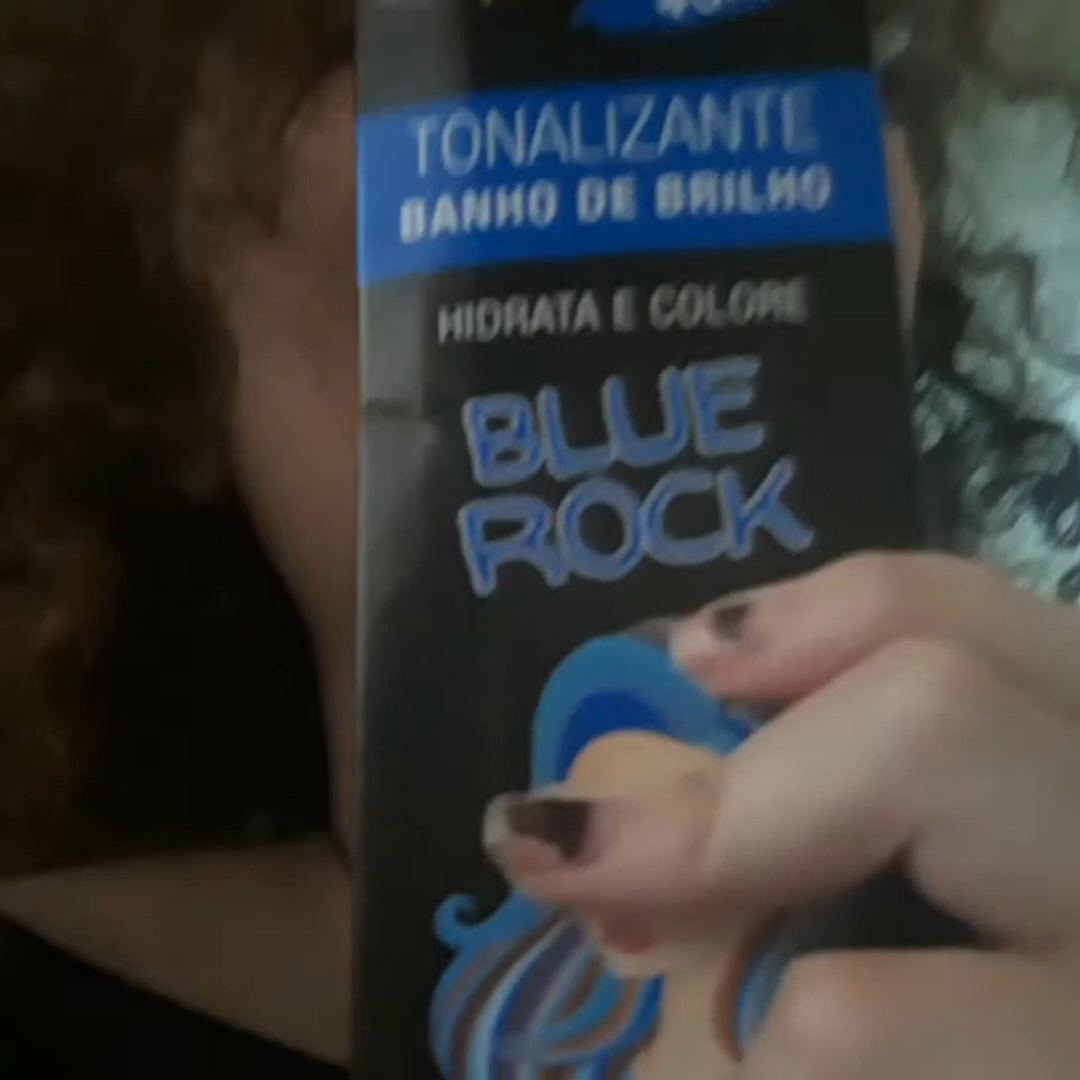 TONALIZANTE
BANHO DE BRILHO
HIDRATA E COLORE
BLUE
ROCK